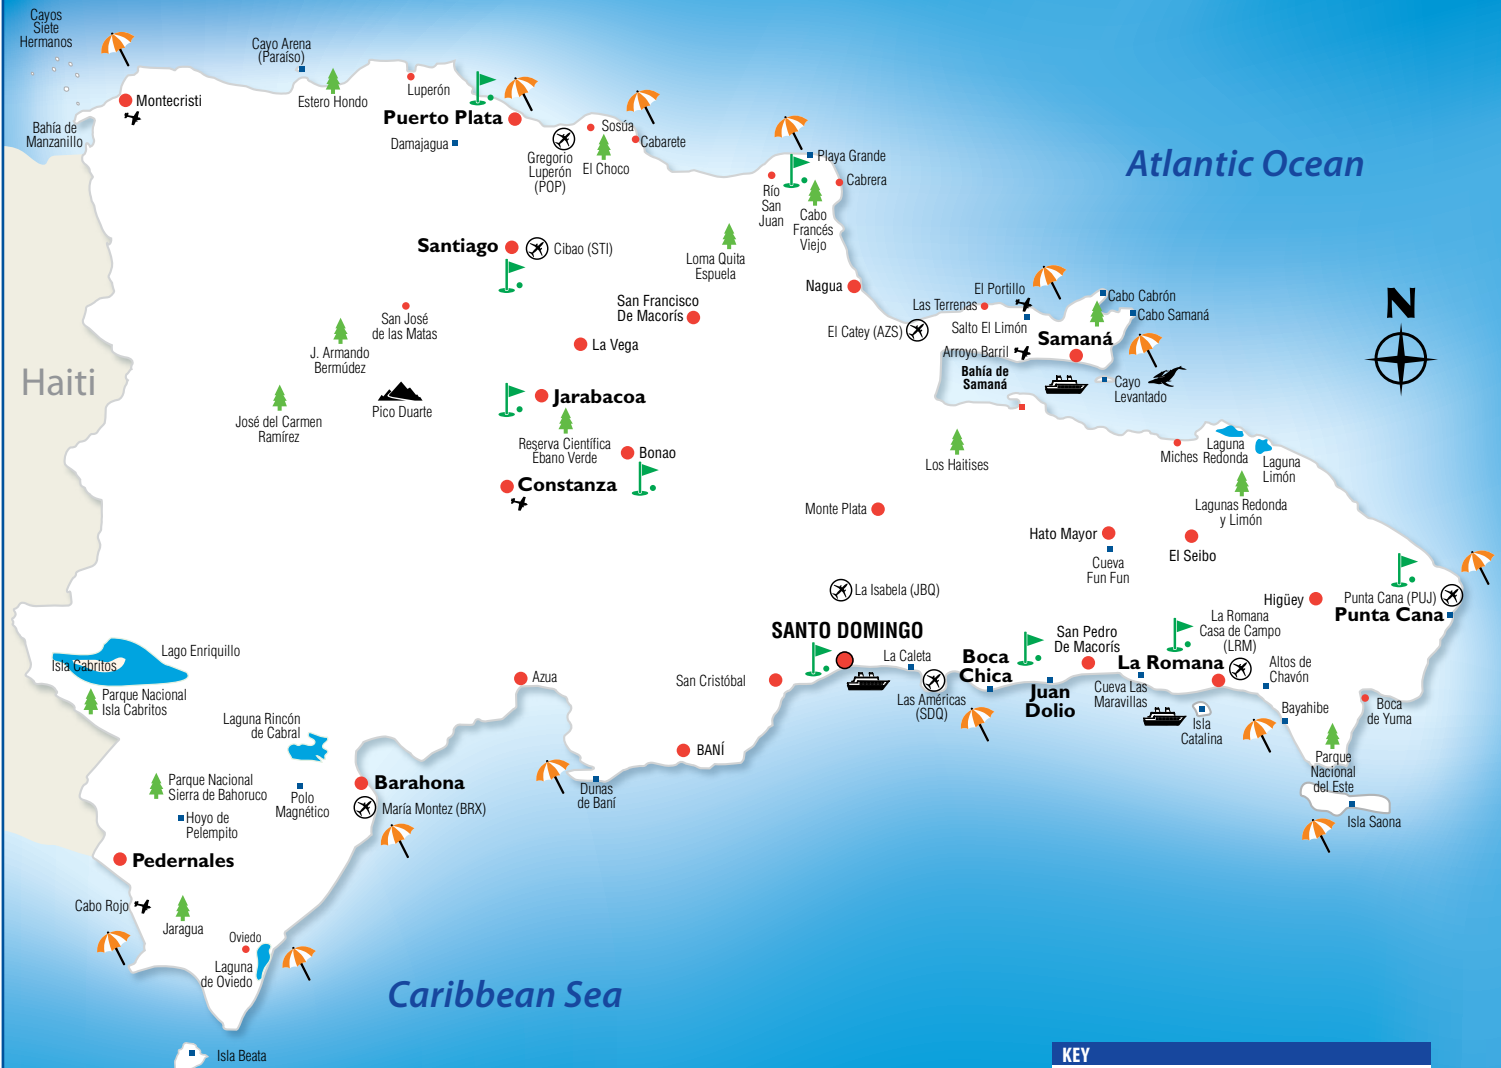 Cayos
Siete
Hermanos
Cayo Arena
(Paraíso)
Estero Hondo
Luperón
Montecristi
Bahía de
Manzanillo
Puerto Plata
Damajagua
Gregorio
Luperón
(POP)
Sosúa
Cabarete
El Choco
Playa Grande
Cabrera
Río
San
Juan
Cabo
Francés
Viejo
Atlantic Ocean
Santiago
Cibao (STI)
Loma Quita
Espuela
San Francisco
De Macorís
Nagua
San José
de las Matas
La Vega
J. Armando
Bermúdez
El Catey (AZS)
Las Terrenas
El Portillo
Salto El Limón
Cabo Cabrón
Cabo Samaná
Samaná
Arroyo Barril
Bahía de
Samaná
Cayo
Levantado
N
Haiti
José del Carmen
Ramírez
Pico Duarte
Jarabacoa
Reserva Científica
Ébano Verde
Bonao
Constanza
Los Haitises
Miches
Laguna
Redonda
Laguna
Limón
Lagunas Redonda
y Limón
Monte Plata
Hato Mayor
Cueva
Fun Fun
El Seibo
La Isabela (JBQ)
Higüey
Punta Cana (PUJ)
Punta Cana
SANTO DOMINGO
La Caleta
Las Américas
(SDQ)
Boca
Chica
Juan
Dolio
San Pedro
De Macorís
La Romana
Casa de Campo
(LRM)
La Romana
Cueva Las
Maravillas
Altos de
Chavón
Isla
Catalina
Bayahibe
Boca
de Yuma
Parque
Nacional
del Este
Isla Saona
Isla Cabritos
Lago Enriquillo
Parque Nacional
Isla Cabritos
Laguna Rincón
de Cabral
Azua
San Cristóbal
BANÍ
Dunas
de Baní
Parque Nacional
Sierra de Bahoruco
Polo
Magnético
Hoyo de
Pelempito
Barahona
María Montez (BRX)
Pedernales
Cabo Rojo
Jaragua
Oviedo
Laguna
de Oviedo
Caribbean Sea
Isla Beata
KEY